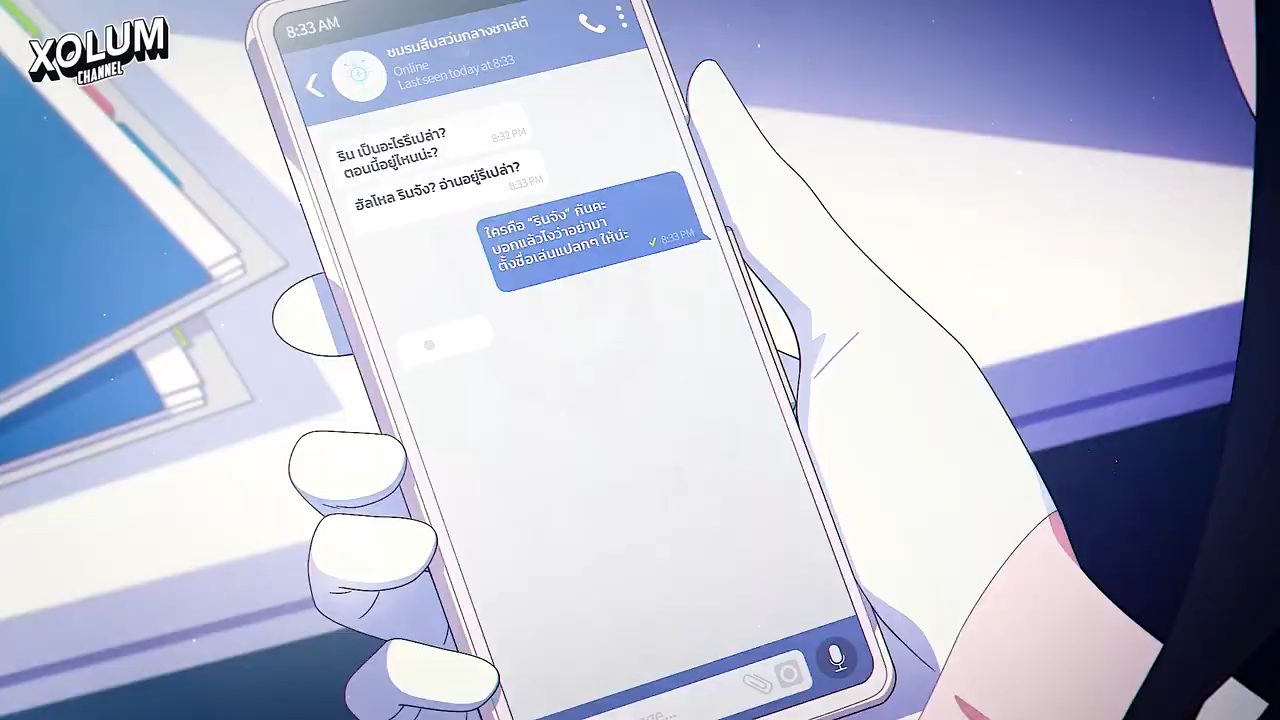 XOLUM
CHANNEL
8:33 AM
ชมรมสืบสวนกลางชาเล่ต์
Online
Last seen today at 8:33
ริน เป็นอะไรรึเปล่า?
ตอนนี้อยู่ไหนน่ะ?
8:32 PM
ฮัลโหล รินจัง? อ่านอยู่รึเปล่า?
8:33 PM
ใครคือ “รินจัง” กันคะ
บอกแล้วไงว่าอย่ามา
ตั้งชื่อเล่นแปลกๆ ให้น่ะ
8:33 PM